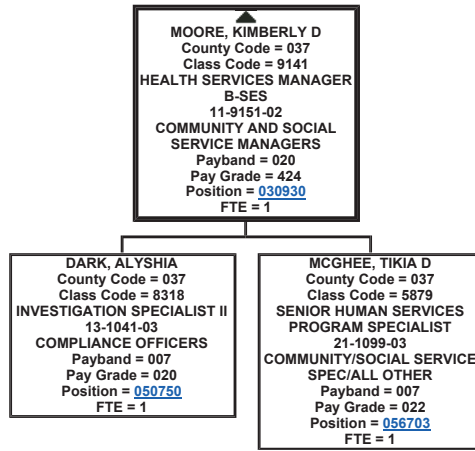 MOORE, KIMBERLY D
County Code = 037
Class Code = 9141
HEALTH SERVICES MANAGER
B-SES
11-9151-02
COMMUNITY AND SOCIAL
SERVICE MANAGERS
Payband = 020
Pay Grade = 424
Position = 030930
FTE = 1
DARK, ALYSHIA
County Code = 037
Class Code = 8318
INVESTIGATION SPECIALIST II
13-1041-03
COMPLIANCE OFFICERS
Payband = 007
Pay Grade = 020
Position = 050750
FTE = 1
MCGHEE, TIKIA D
County Code = 037
Class Code = 5879
SENIOR HUMAN SERVICES
PROGRAM SPECIALIST
21-1099-03
COMMUNITY/SOCIAL SERVICE
SPEC/ALL OTHER
Payband = 007
Pay Grade = 022
Position = 056703
FTE = 1